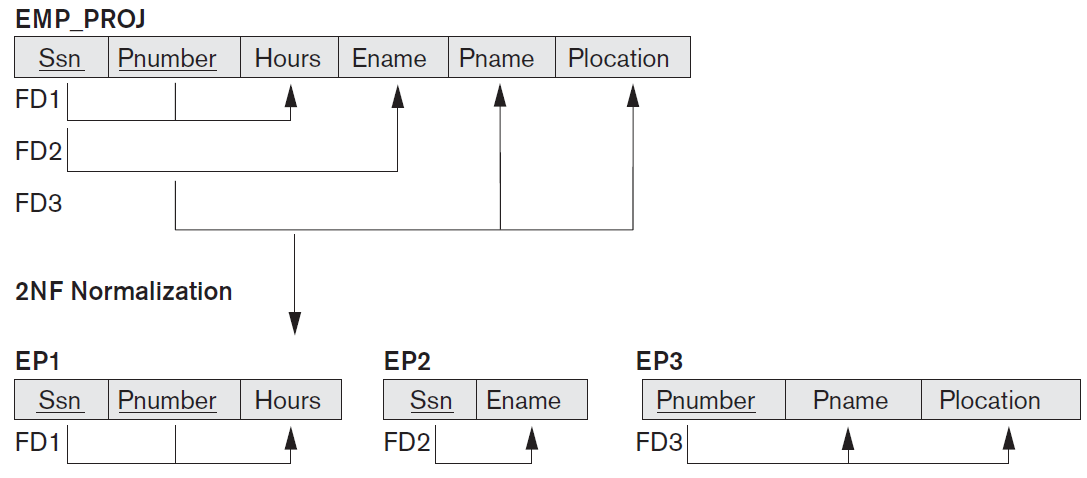 EMP_PROJ
Ssn Pnumber Hours Ename Pname Plocation
FD1
FD2
FD3
2NF Normalization
EP1 EP2 EP3
Ssn Pnumber Hours Ssn Ename Pnumber Pname Plocation
FD1 FD2 FD3